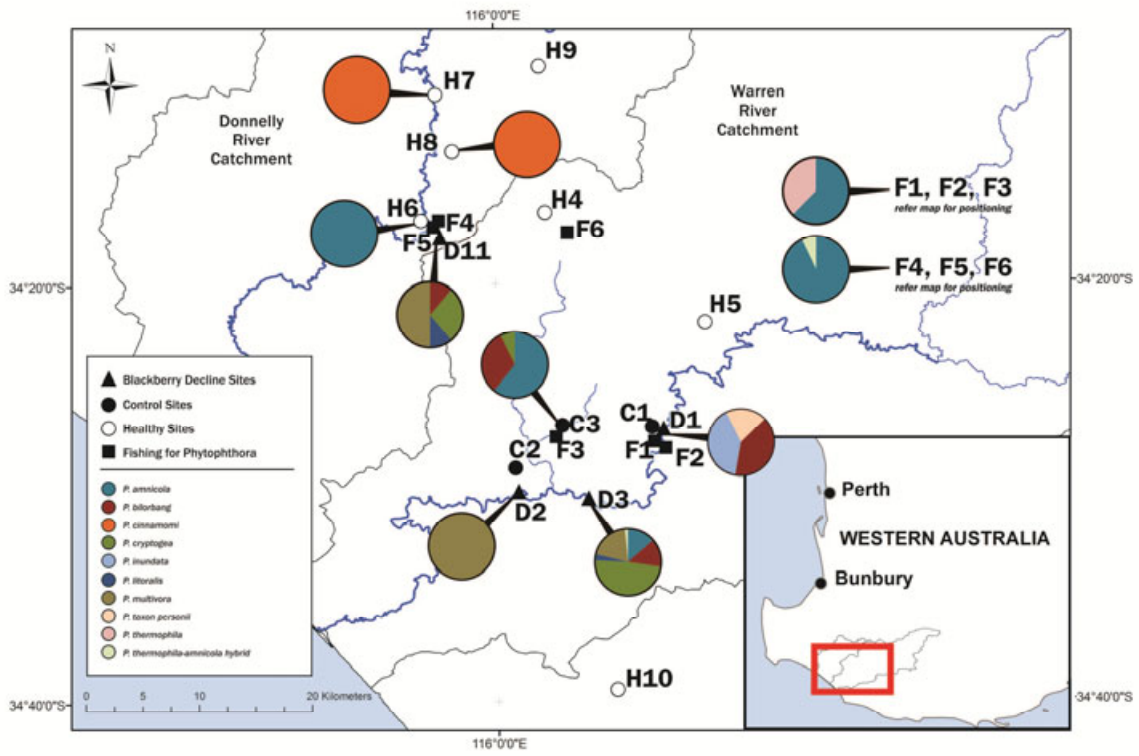 116°0'0"E
N
H9
H7
Donnelly
River
Catchment
Warren
River
Catchment
H8
H6
F4
H4
F5
F6
D11
F1, F2, F3
refer map for positioning
F4, F5, F6
refer map for positioning
34°20'0"S
34°20'0"S
H5
Blackberry Decline Sites
Control Sites
Healthy Sites
Fishing for Phytophthora
P. amnicola
P. bilorbang
P. cinnamomi
P. cryptogea
P. inundata
P. litoralis
P. multivora
P. taxon personii
P. thermophila
P. thermophila-amnicola hybrid
C3
C1
D1
F3
F1
F2
C2
D2
D3
H10
Perth
WESTERN AUSTRALIA
Bunbury
0 5 10 20 Kilometers
34°40'0"S
34°40'0"S
116°0'0"E